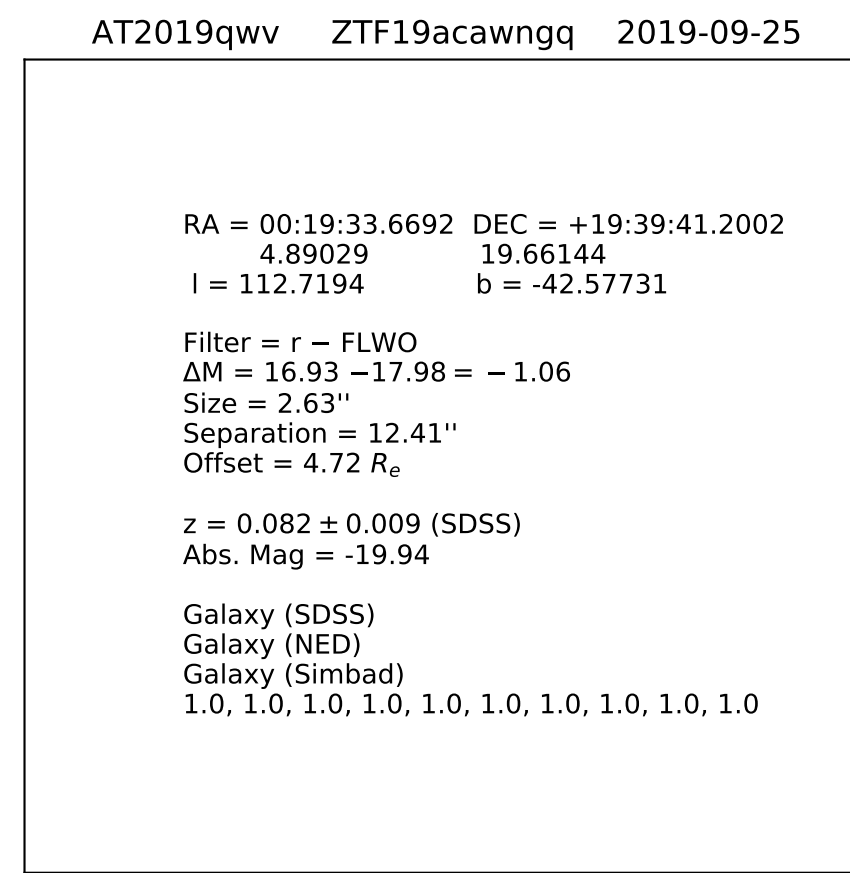 AT2019qwv ZTF19acawngq 2019-09-25
RA = 00:19:33.6692 DEC = +19:39:41.2002
4.89029 19.66144
l = 112.7194 b = -42.57731
Filter = r − FLWO
ΔM = 16.93 −17.98 = − 1.06
Size = 2.63''
Separation = 12.41''
Offset = 4.72 Rₑ
z = 0.082 ± 0.009 (SDSS)
Abs. Mag = -19.94
Galaxy (SDSS)
Galaxy (NED)
Galaxy (Simbad)
1.0, 1.0, 1.0, 1.0, 1.0, 1.0, 1.0, 1.0, 1.0, 1.0